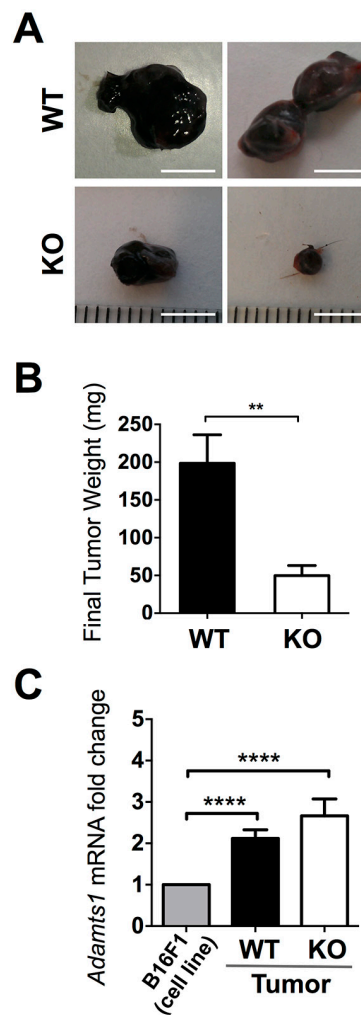 A
WT
KO
B
Final Tumor Weight (mg)
250
200
150
100
50
0
**
WT KO
C
Adamts1 mRNA fold change
5
4
3
2
1
0
****
****
B16F1
(cell line)
WT KO
Tumor